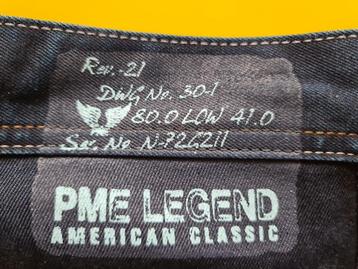 Rev.-21
DWG No. 30-1
80.0 LOW 41.0
Ser. No N-726211
PME LEGEND
AMERICAN CLASSIC